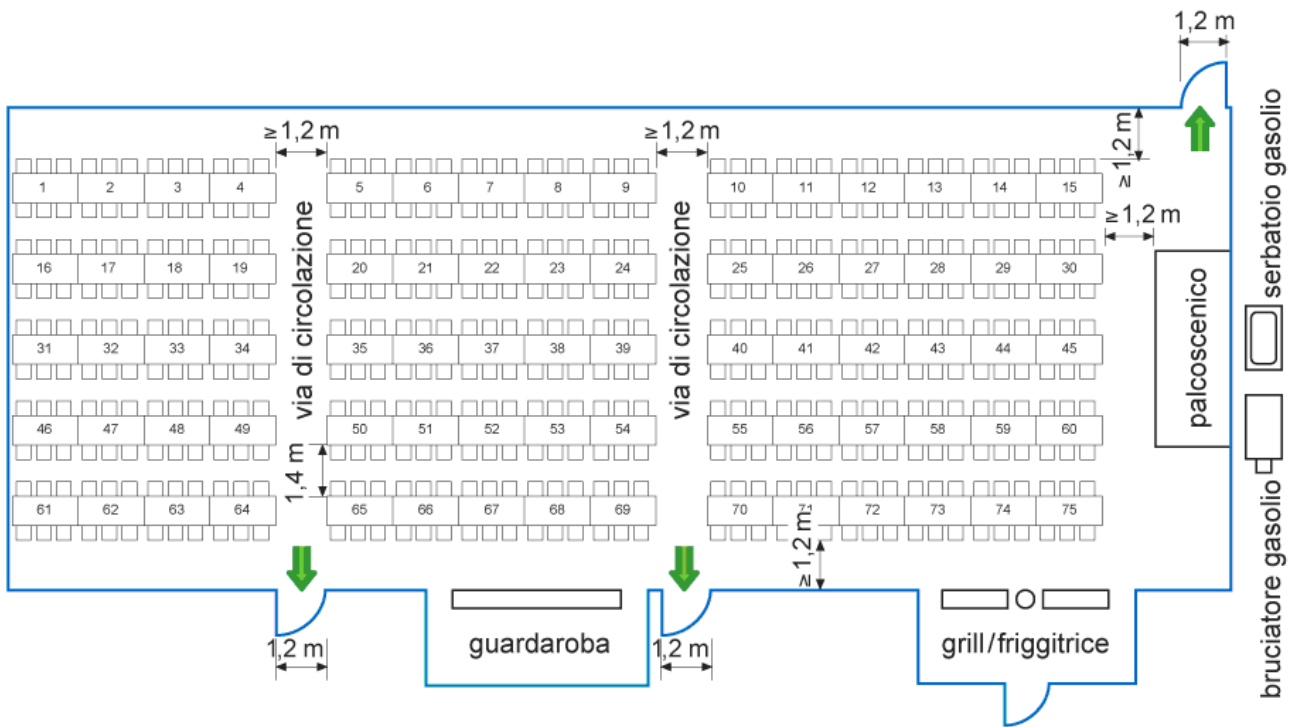 1,2 m
≥ 1,2 m
≥ 1,2 m
≥ 1,2 m
1 2 3 4 5 6 7 8 9 10 11 12 13 14 15
≥ 1,2 m
16 17 18 19 20 21 22 23 24 25 26 27 28 29 30
via di circolazione
via di circolazione
palcoscenico
serbatoio gasolio
31 32 33 34 35 36 37 38 39 40 41 42 43 44 45
46 47 48 49 50 51 52 53 54 55 56 57 58 59 60
1,4 m
61 62 63 64 65 66 67 68 69 70 71 72 73 74 75
≥ 1,2 m
bruciatore gasolio
1,2 m
guardaroba
1,2 m
grill/friggitrice